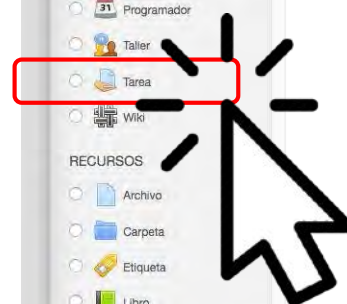 31 Programador
Taller
Tarea
Wiki
RECURSOS
Archivo
Carpeta
Etiqueta
Libro